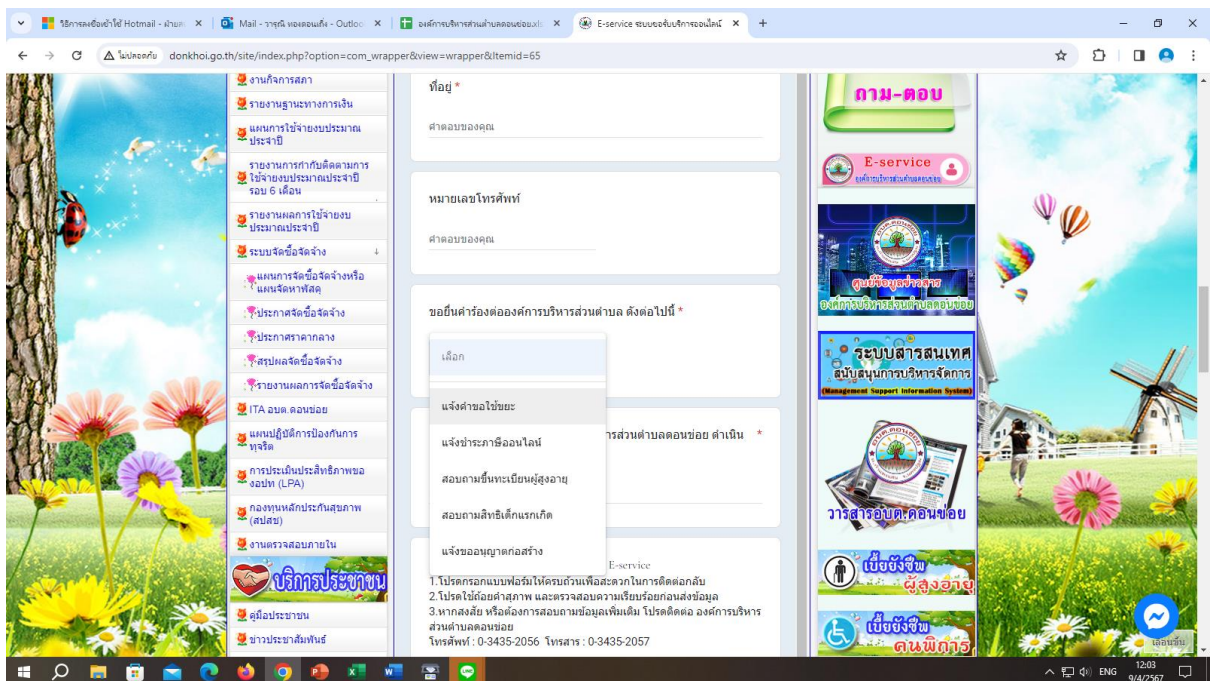 วิธีการลงชื่อเข้าใช้ Hotmail - ฝ่าย
Mail - วารุณี ทองดอนเก๋ง - Outloo
องค์การบริหารส่วนตำบลดอนข่อย.xls
E-service ระบบขอรับบริการออนไลน์
ไม่ปลอดภัย donkhoi.go.th/site/index.php?option=com_wrapper&view=wrapper&Itemid=65
งานกิจการสภา
รายงานฐานะทางการเงิน
แผนการใช้จ่ายงบประมาณ
ประจำปี
รายงานการกำกับติดตามการ
ใช้จ่ายงบประมาณประจำปี
รอบ 6 เดือน
รายงานผลการใช้จ่ายงบ
ประมาณประจำปี
ระบบจัดซื้อจัดจ้าง ↓
แผนการจัดซื้อจัดจ้างหรือ
แผนจัดหาพัสดุ
ประกาศจัดซื้อจัดจ้าง
ประกาศราคากลาง
สรุปผลจัดซื้อจัดจ้าง
รายงานผลการจัดซื้อจัดจ้าง
ITA อบต.ดอนข่อย
แผนปฏิบัติการป้องกันการ
ทุจริต
การประเมินประสิทธิภาพขอ
งอปท (LPA)
กองทุนหลักประกันสุขภาพ
(สปสช)
งานตรวจสอบภายใน
บริการประชาชน
คู่มือประชาชน
ข่าวประชาสัมพันธ์
ที่อยู่ *
คำตอบของคุณ
หมายเลขโทรศัพท์
คำตอบของคุณ
ขอยื่นคำร้องต่อองค์การบริหารส่วนตำบล ดังต่อไปนี้ *
เลือก
แจ้งคำขอใช้ขยะ
แจ้งชำระภาษีออนไลน์
สอบถามขึ้นทะเบียนผู้สูงอายุ
สอบถามสิทธิเด็กแรกเกิด
แจ้งขออนุญาตก่อสร้าง
ารส่วนตำบลดอนข่อย ดำเนิน *
E-service
1.โปรดกรอกแบบฟอร์มให้ครบถ้วนเพื่อสะดวกในการติดต่อกลับ
2.โปรดใช้ถ้อยคำสุภาพ และตรวจสอบความเรียบร้อยก่อนส่งข้อมูล
3.หากสงสัย หรือต้องการสอบถามข้อมูลเพิ่มเติม โปรดติดต่อ องค์การบริหาร
ส่วนตำบลดอนข่อย
โทรศัพท์ : 0-3435-2056 โทรสาร : 0-3435-2057
ถาม-ตอบ
E-service
องค์การบริหารส่วนตำบลดอนข่อย
อบต.ดอนข่อย
ศูนย์ข้อมูลข่าวสาร
องค์การบริหารส่วนตำบลดอนข่อย
ระบบสารสนเทศ
สนับสนุนการบริหารจัดการ
(Management Support Information System)
วารสารอบต.ดอนข่อย
เบี้ยยังชีพ
ผู้สูงอายุ
เบี้ยยังชีพ
คนพิการ
เลื่อนขึ้น
ENG
12:03
9/4/2567